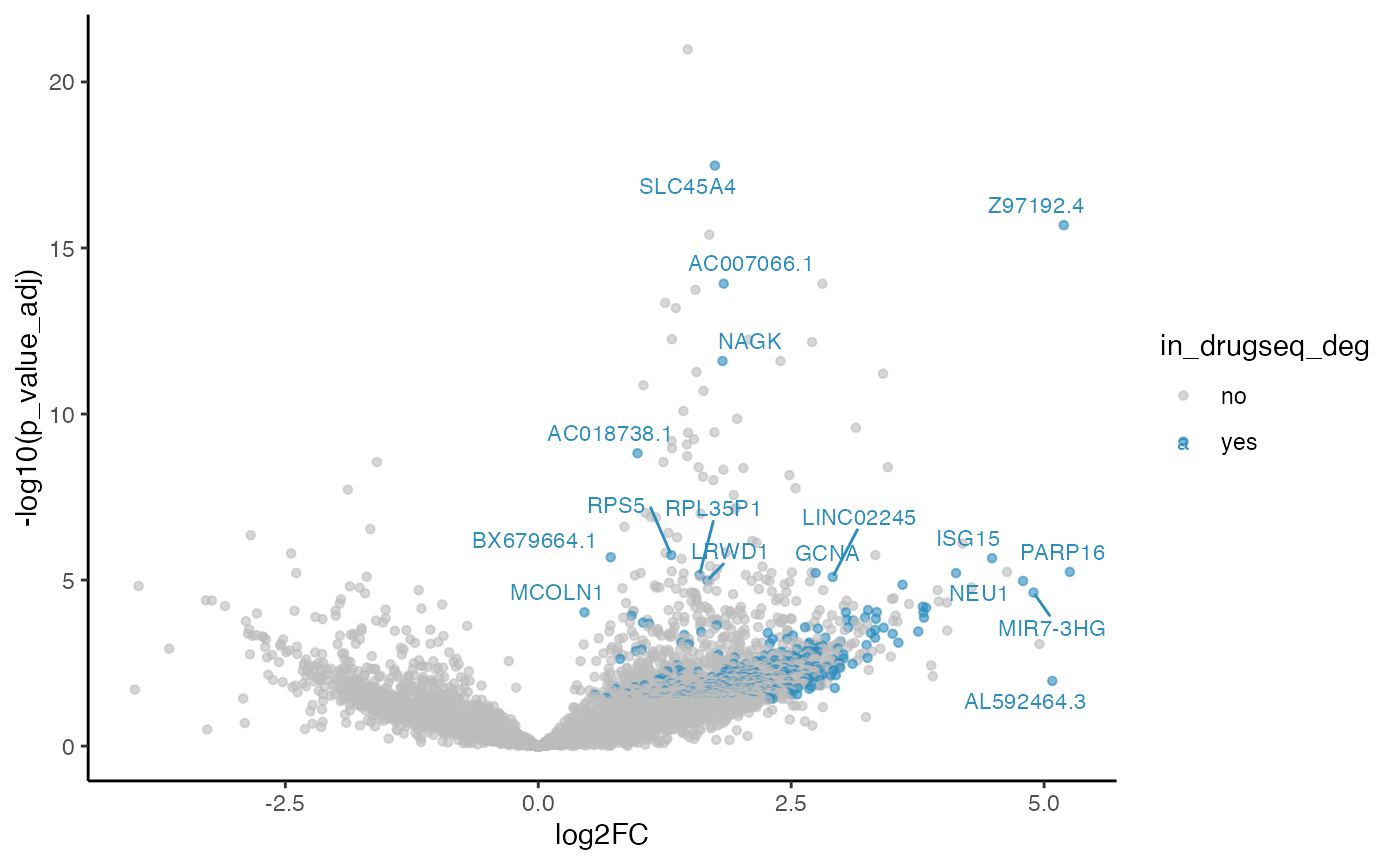 20
15
10
5
0
-log10(p_value_adj)
SLC45A4
Z97192.4
AC007066.1
NAGK
AC018738.1
RPS5
RPL35P1
LINC02245
BX679664.1
LRWD1
GCNA
ISG15
PARP16
MCOLN1
NEU1
MIR7-3HG
AL592464.3
-2.5
0.0
2.5
5.0
log2FC
in_drugseq_deg
no
a
yes